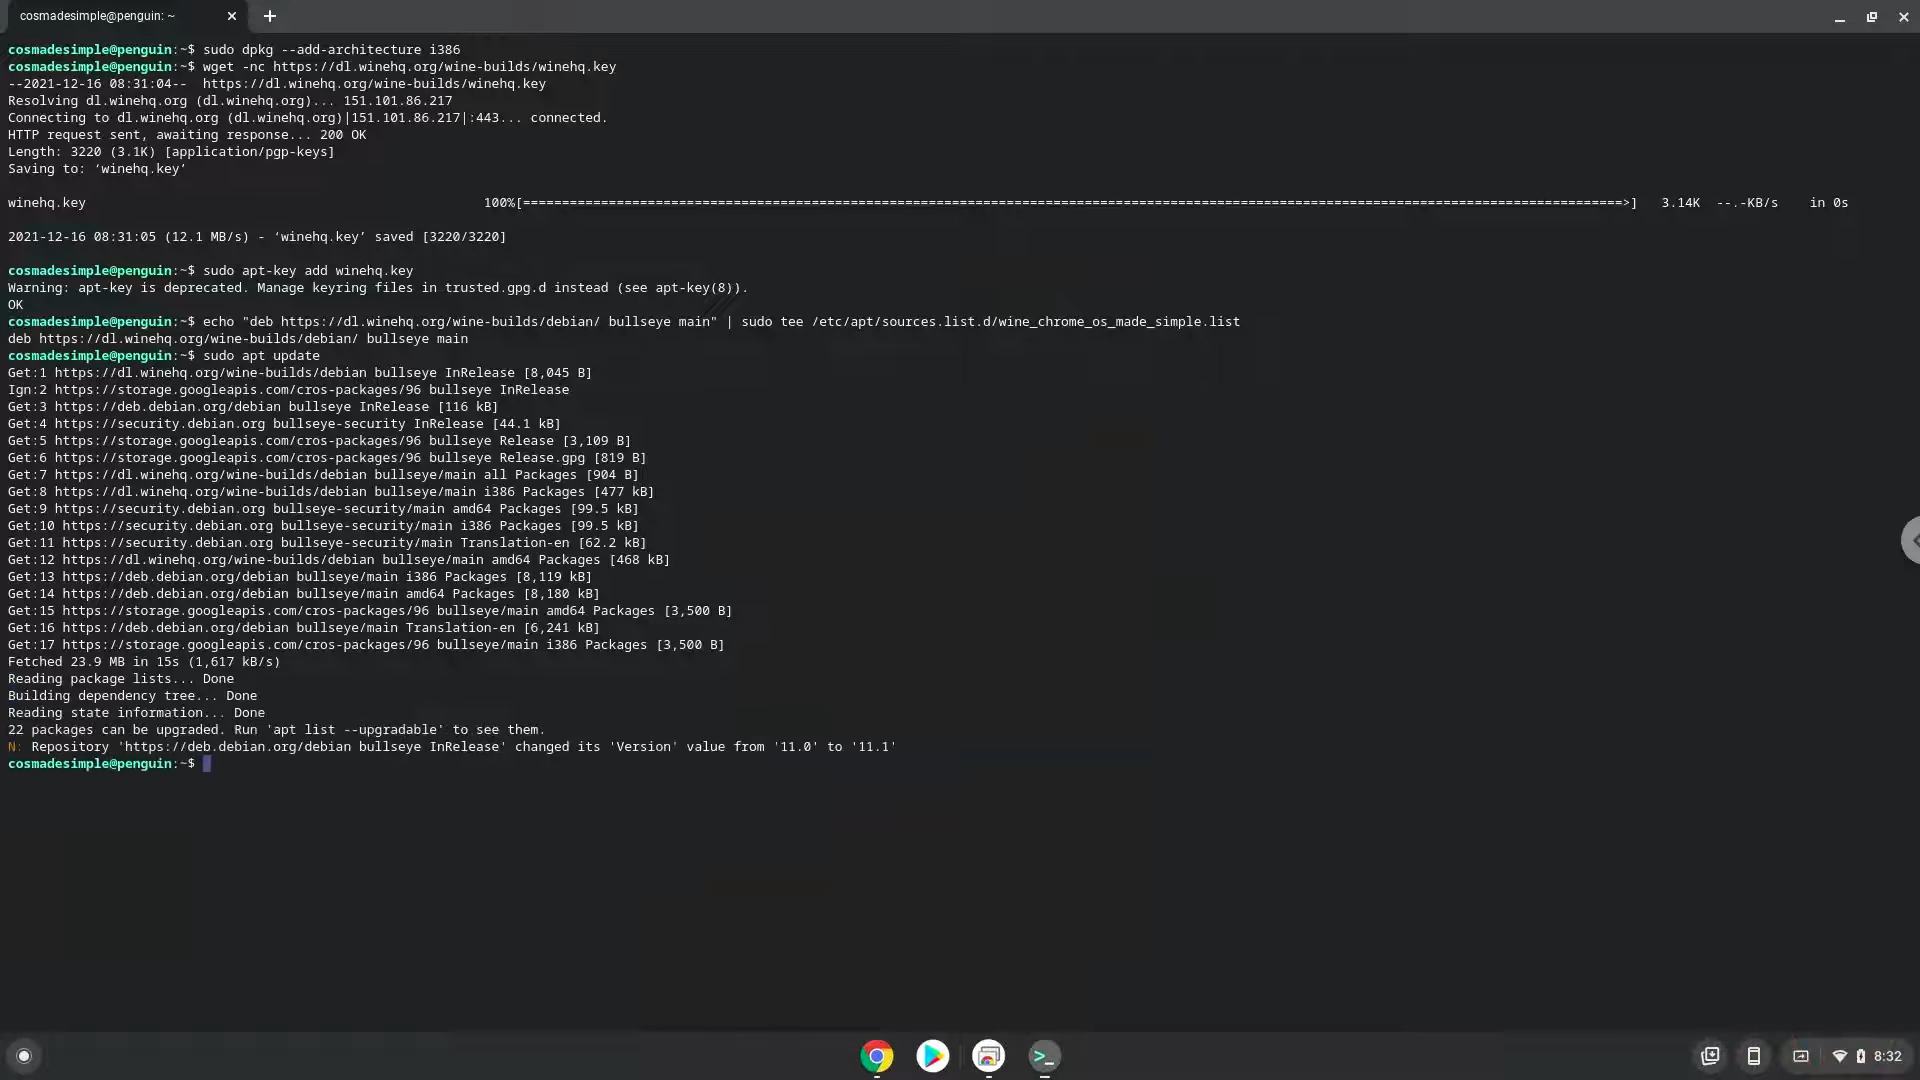 cosmadesimple@penguin: ~
cosmadesimple@penguin:~$ sudo dpkg --add-architecture i386
cosmadesimple@penguin:~$ wget -nc https://dl.winehq.org/wine-builds/winehq.key
--2021-12-16 08:31:04--  https://dl.winehq.org/wine-builds/winehq.key
Resolving dl.winehq.org (dl.winehq.org)... 151.101.86.217
Connecting to dl.winehq.org (dl.winehq.org)|151.101.86.217|:443... connected.
HTTP request sent, awaiting response... 200 OK
Length: 3220 (3.1K) [application/pgp-keys]
Saving to: ‘winehq.key’
winehq.key 100%[=============================================================================================================================================>] 3.14K --.-KB/s in 0s
2021-12-16 08:31:05 (12.1 MB/s) - ‘winehq.key’ saved [3220/3220]
cosmadesimple@penguin:~$ sudo apt-key add winehq.key
Warning: apt-key is deprecated. Manage keyring files in trusted.gpg.d instead (see apt-key(8)).
OK
cosmadesimple@penguin:~$ echo "deb https://dl.winehq.org/wine-builds/debian/ bullseye main" | sudo tee /etc/apt/sources.list.d/wine_chrome_os_made_simple.list
deb https://dl.winehq.org/wine-builds/debian/ bullseye main
cosmadesimple@penguin:~$ sudo apt update
Get:1 https://dl.winehq.org/wine-builds/debian bullseye InRelease [8,045 B]
Ign:2 https://storage.googleapis.com/cros-packages/96 bullseye InRelease
Get:3 https://deb.debian.org/debian bullseye InRelease [116 kB]
Get:4 https://security.debian.org bullseye-security InRelease [44.1 kB]
Get:5 https://storage.googleapis.com/cros-packages/96 bullseye Release [3,109 B]
Get:6 https://storage.googleapis.com/cros-packages/96 bullseye Release.gpg [819 B]
Get:7 https://dl.winehq.org/wine-builds/debian bullseye/main all Packages [904 B]
Get:8 https://dl.winehq.org/wine-builds/debian bullseye/main i386 Packages [477 kB]
Get:9 https://security.debian.org bullseye-security/main amd64 Packages [99.5 kB]
Get:10 https://security.debian.org bullseye-security/main i386 Packages [99.5 kB]
Get:11 https://security.debian.org bullseye-security/main Translation-en [62.2 kB]
Get:12 https://dl.winehq.org/wine-builds/debian bullseye/main amd64 Packages [468 kB]
Get:13 https://deb.debian.org/debian bullseye/main i386 Packages [8,119 kB]
Get:14 https://deb.debian.org/debian bullseye/main amd64 Packages [8,180 kB]
Get:15 https://storage.googleapis.com/cros-packages/96 bullseye/main amd64 Packages [3,500 B]
Get:16 https://deb.debian.org/debian bullseye/main Translation-en [6,241 kB]
Get:17 https://storage.googleapis.com/cros-packages/96 bullseye/main i386 Packages [3,500 B]
Fetched 23.9 MB in 15s (1,617 kB/s)
Reading package lists... Done
Building dependency tree... Done
Reading state information... Done
22 packages can be upgraded. Run 'apt list --upgradable' to see them.
N: Repository 'https://deb.debian.org/debian bullseye InRelease' changed its 'Version' value from '11.0' to '11.1'
cosmadesimple@penguin:~$
8:32